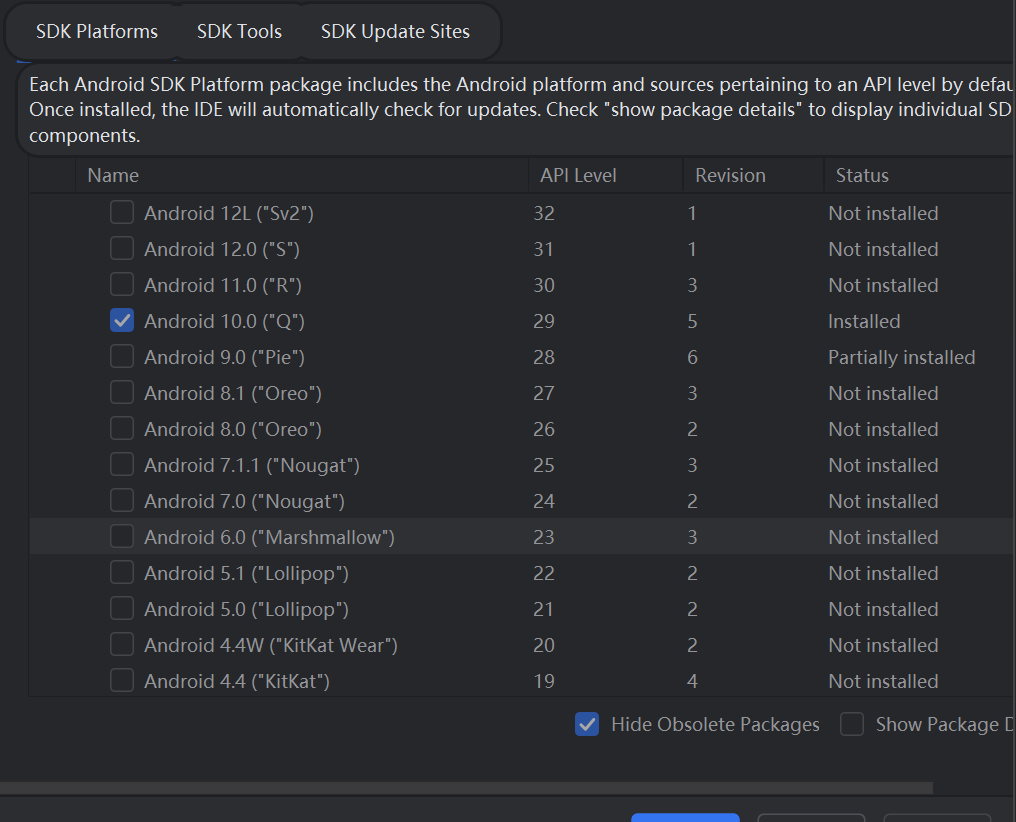 SDK Platforms SDK Tools SDK Update Sites
Each Android SDK Platform package includes the Android platform and sources pertaining to an API level by defau
Once installed, the IDE will automatically check for updates. Check "show package details" to display individual SD
components.
Name API Level Revision Status
Android 12L ("Sv2") 32 1 Not installed
Android 12.0 ("S") 31 1 Not installed
Android 11.0 ("R") 30 3 Not installed
Android 10.0 ("Q") 29 5 Installed
Android 9.0 ("Pie") 28 6 Partially installed
Android 8.1 ("Oreo") 27 3 Not installed
Android 8.0 ("Oreo") 26 2 Not installed
Android 7.1.1 ("Nougat") 25 3 Not installed
Android 7.0 ("Nougat") 24 2 Not installed
Android 6.0 ("Marshmallow") 23 3 Not installed
Android 5.1 ("Lollipop") 22 2 Not installed
Android 5.0 ("Lollipop") 21 2 Not installed
Android 4.4W ("KitKat Wear") 20 2 Not installed
Android 4.4 ("KitKat") 19 4 Not installed
Hide Obsolete Packages Show Package D